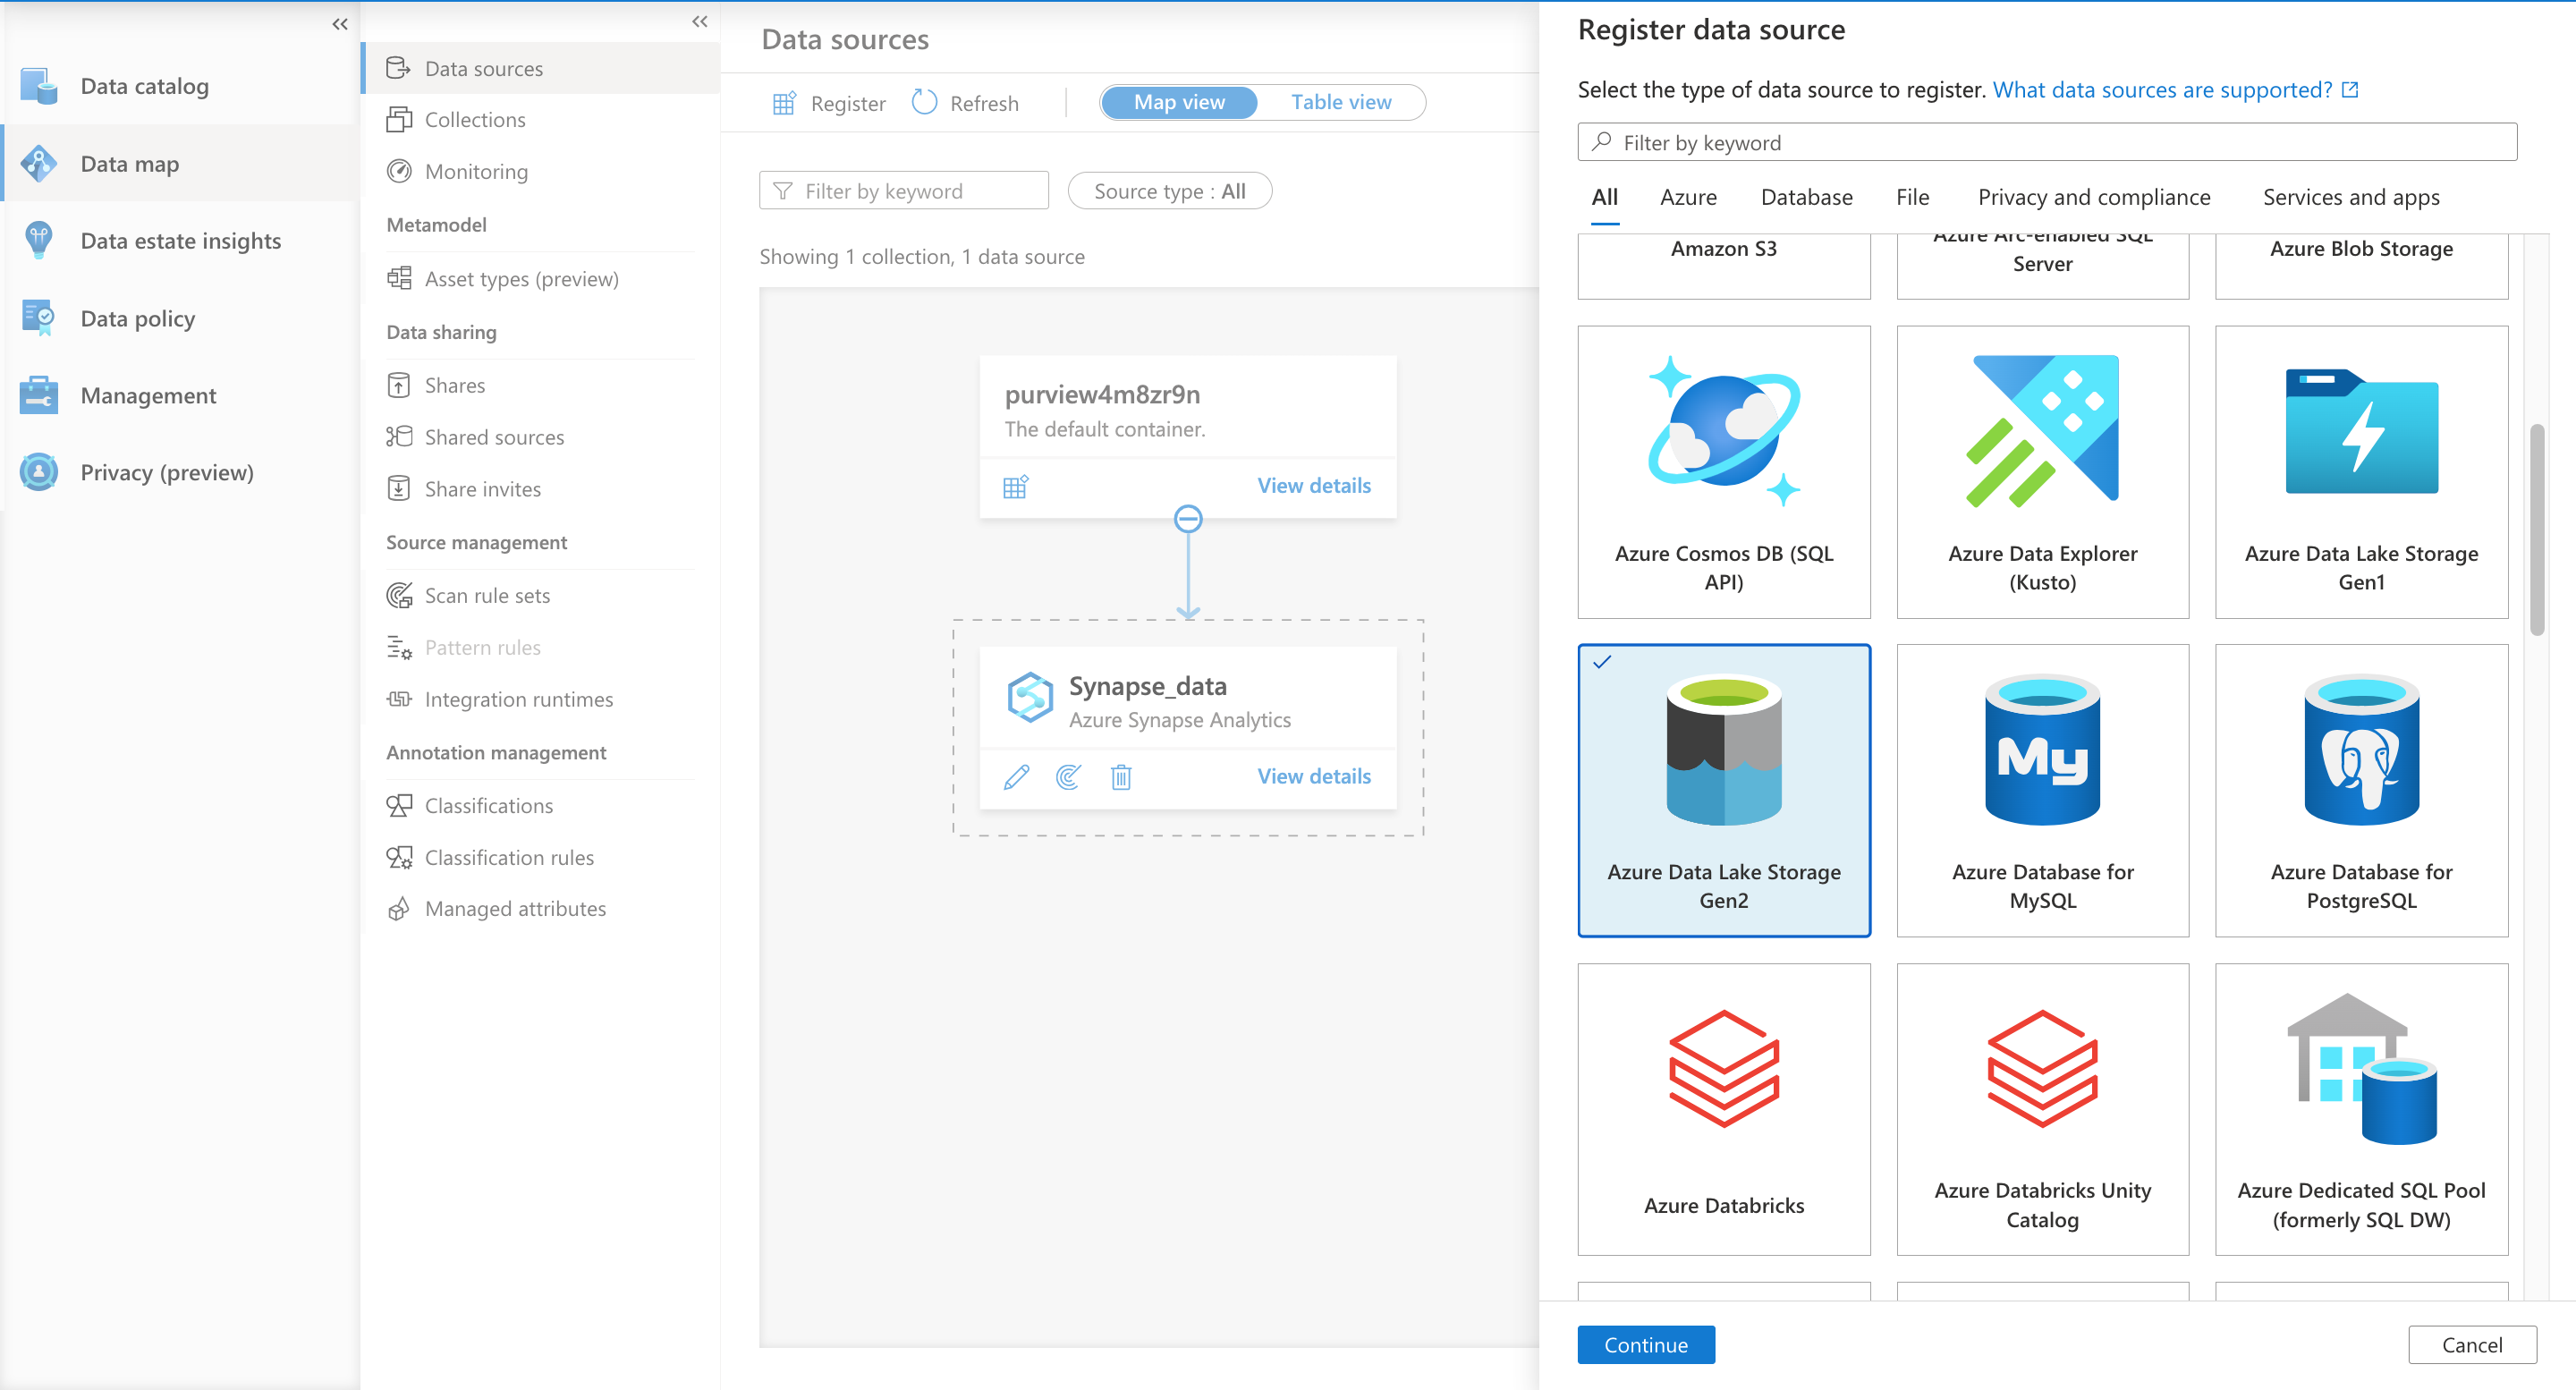 Data catalog
Data map
Data estate insights
Data policy
Management
Privacy (preview)
Data sources
Collections
Monitoring
Metamodel
Asset types (preview)
Data sharing
Shares
Shared sources
Share invites
Source management
Scan rule sets
Pattern rules
Integration runtimes
Annotation management
Classifications
Classification rules
Managed attributes
Data sources
Register
Refresh
Map view
Table view
Filter by keyword
Source type : All
Showing 1 collection, 1 data source
purview4m8zr9n
The default container.
View details
Synapse_data
Azure Synapse Analytics
View details
Register data source
Select the type of data source to register. What data sources are supported?
Filter by keyword
All
Azure
Database
File
Privacy and compliance
Services and apps
Amazon S3
Azure Arc-enabled SQL
Server
Azure Blob Storage
Azure Cosmos DB (SQL
API)
Azure Data Explorer
(Kusto)
Azure Data Lake Storage
Gen1
Azure Data Lake Storage
Gen2
My
Azure Database for
MySQL
Azure Database for
PostgreSQL
Azure Databricks
Azure Databricks Unity
Catalog
Azure Dedicated SQL Pool
(formerly SQL DW)
Continue
Cancel